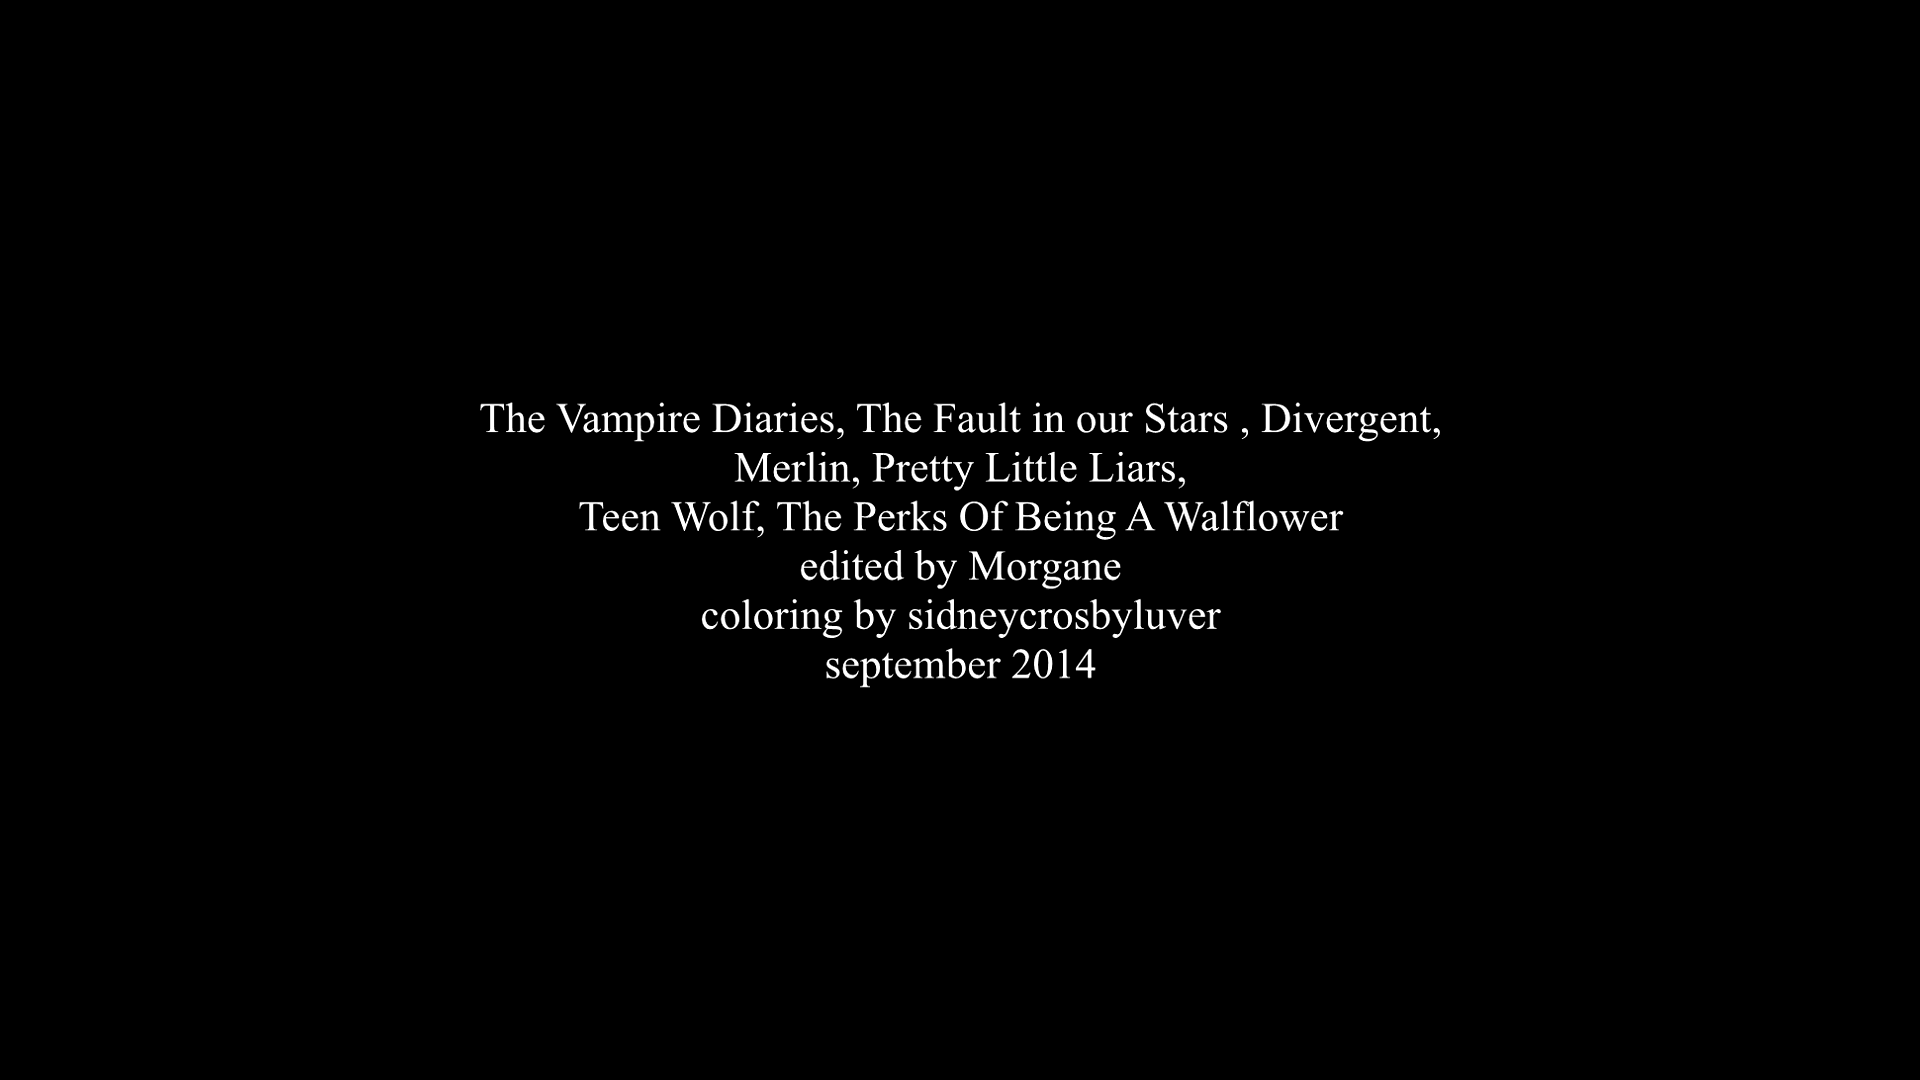 The Vampire Diaries, The Fault in our Stars , Divergent,
Merlin, Pretty Little Liars,
Teen Wolf, The Perks Of Being A Walflower
edited by Morgane
coloring by sidneycrosbyluver
september 2014